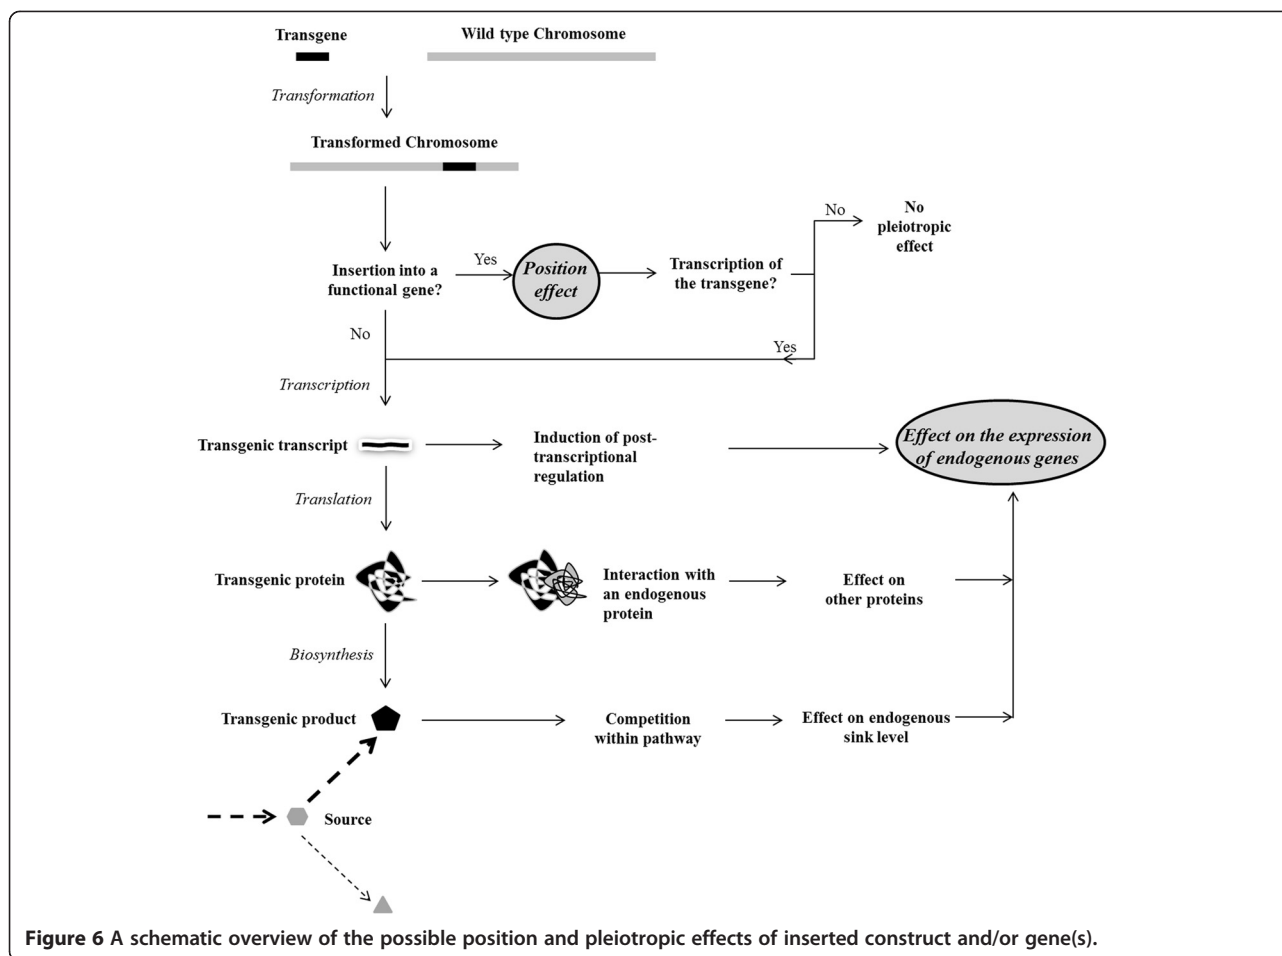 Transgene
Wild type Chromosome
Transformation
Transformed Chromosome
No
No
pleiotropic
effect
Insertion into a
functional gene?
Yes
Position
effect
Transcription of
the transgene?
No
Yes
Transcription
Transgenic transcript
Induction of post-
transcriptional
regulation
Effect on the expression
of endogenous genes
Translation
Transgenic protein
Interaction with
an endogenous
protein
Effect on
other proteins
Biosynthesis
Transgenic product
Competition
within pathway
Effect on endogenous
sink level
Source
Figure 6 A schematic overview of the possible position and pleiotropic effects of inserted construct and/or gene(s).